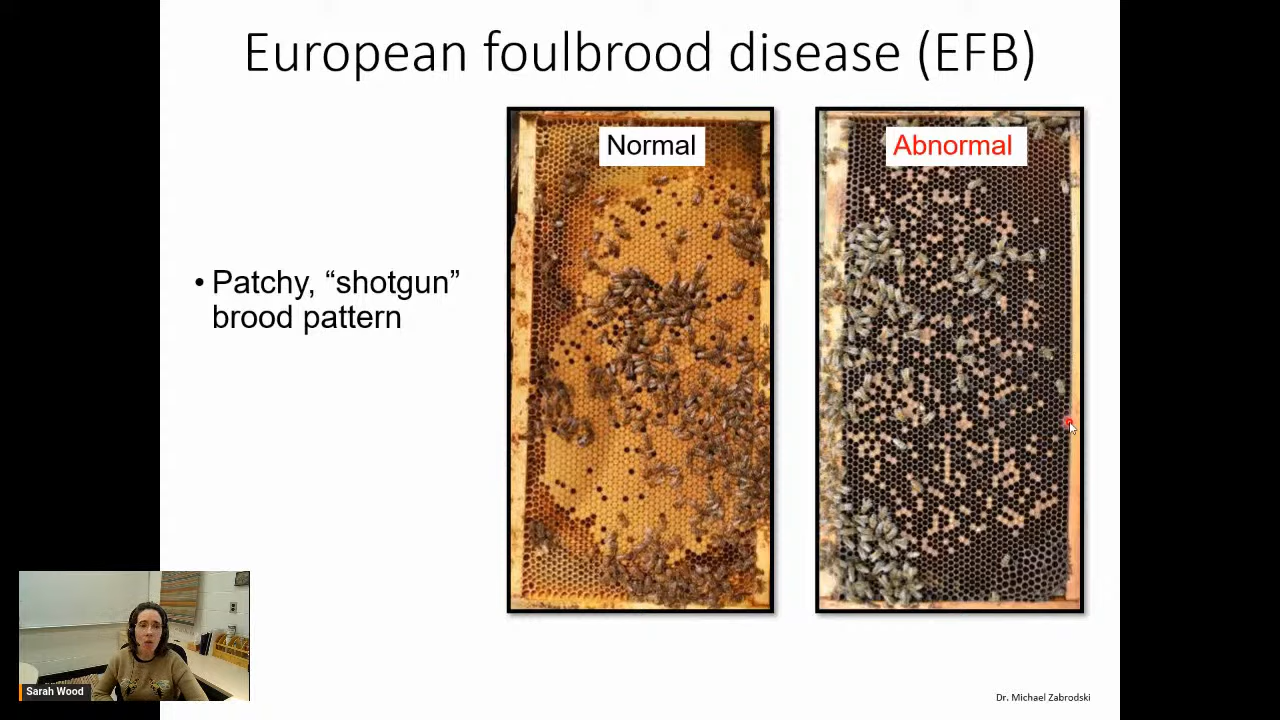 European foulbrood disease (EFB)
Normal
Abnormal
• Patchy, “shotgun”
brood pattern
Sarah Wood
Dr. Michael Zabrodski